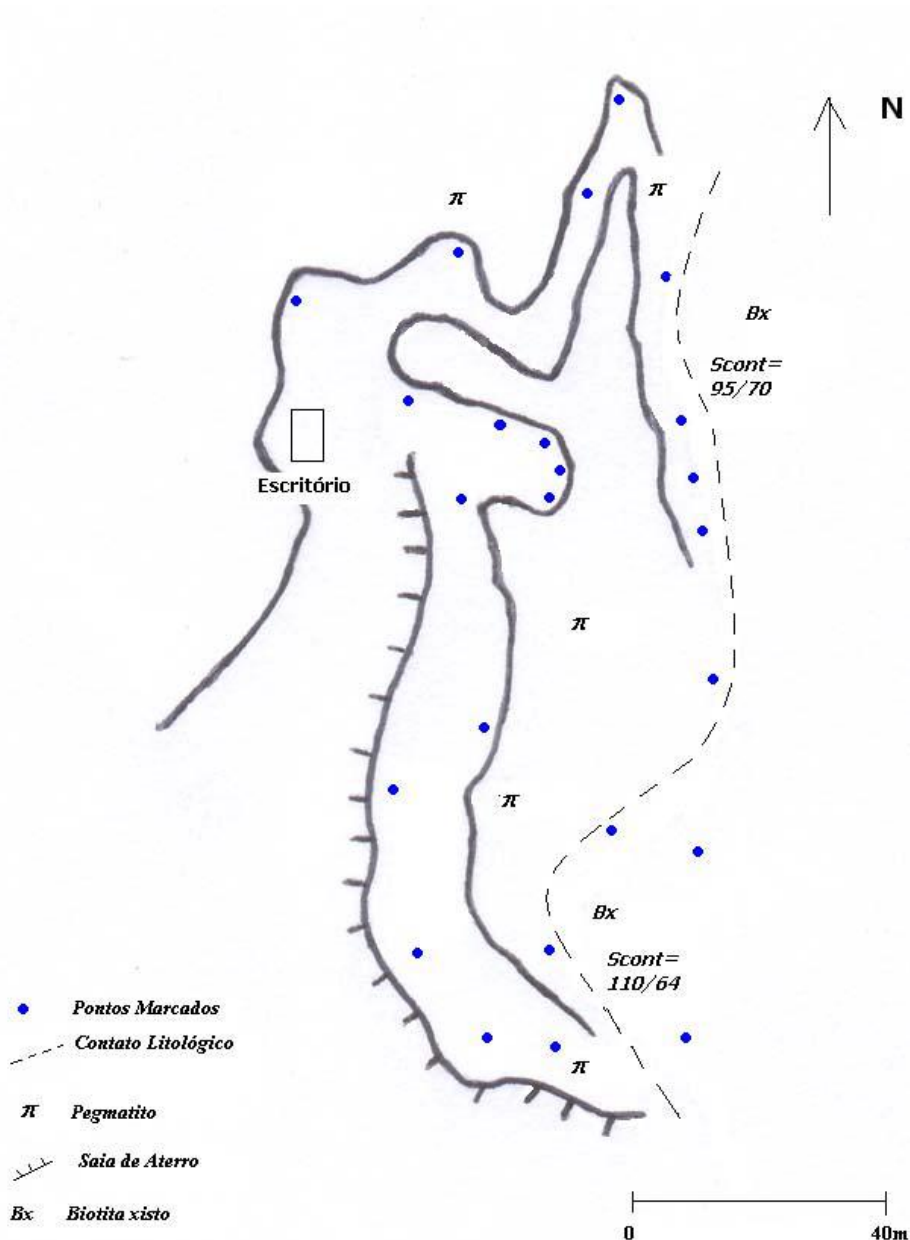 N
π
π
Bx
Scont=
95/70
Escritório
π
π
Bx
Scont=
110/64
π
Pontos Marcados
Contato Litológico
π Pegmatito
Saia de Aterro
Bx Biotita xisto
0 40m